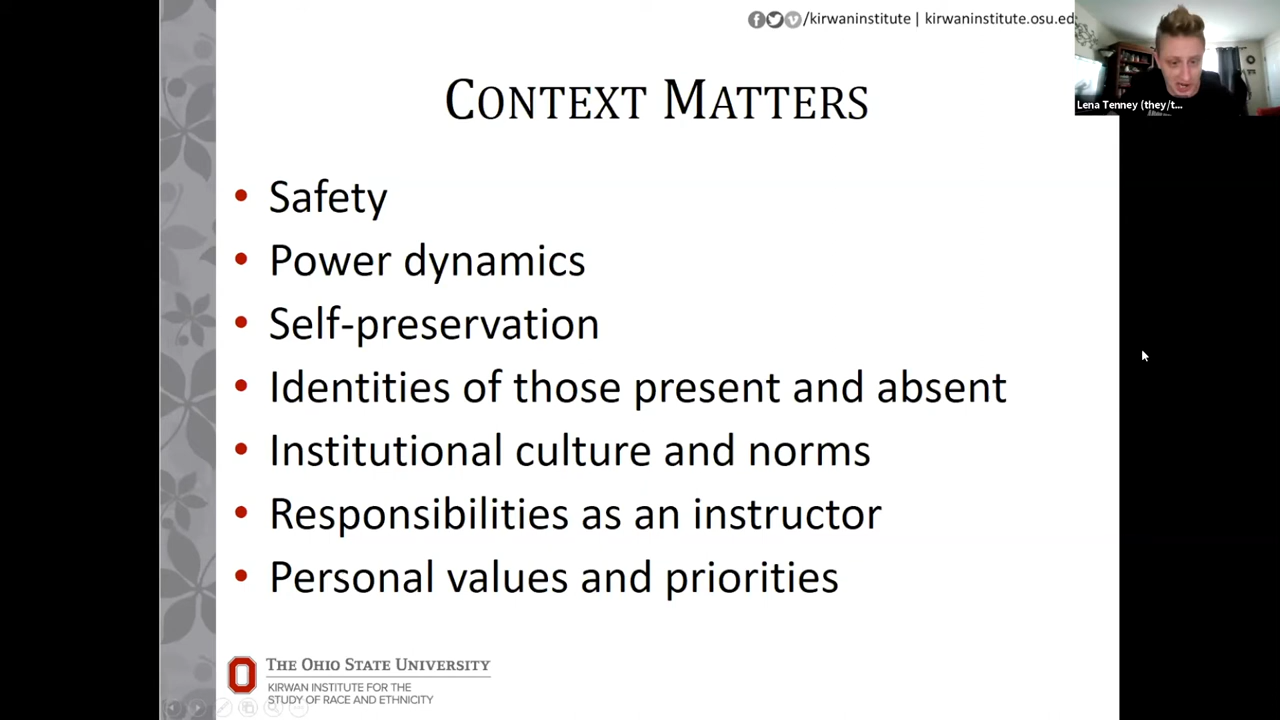 /kirwaninstitute | kirwaninstitute.osu.ed
Lena Tenney (they/t...
CONTEXT MATTERS
• Safety
• Power dynamics
• Self-preservation
• Identities of those present and absent
• Institutional culture and norms
• Responsibilities as an instructor
• Personal values and priorities
THE OHIO STATE UNIVERSITY
KIRWAN INSTITUTE FOR THE
STUDY OF RACE AND ETHNICITY